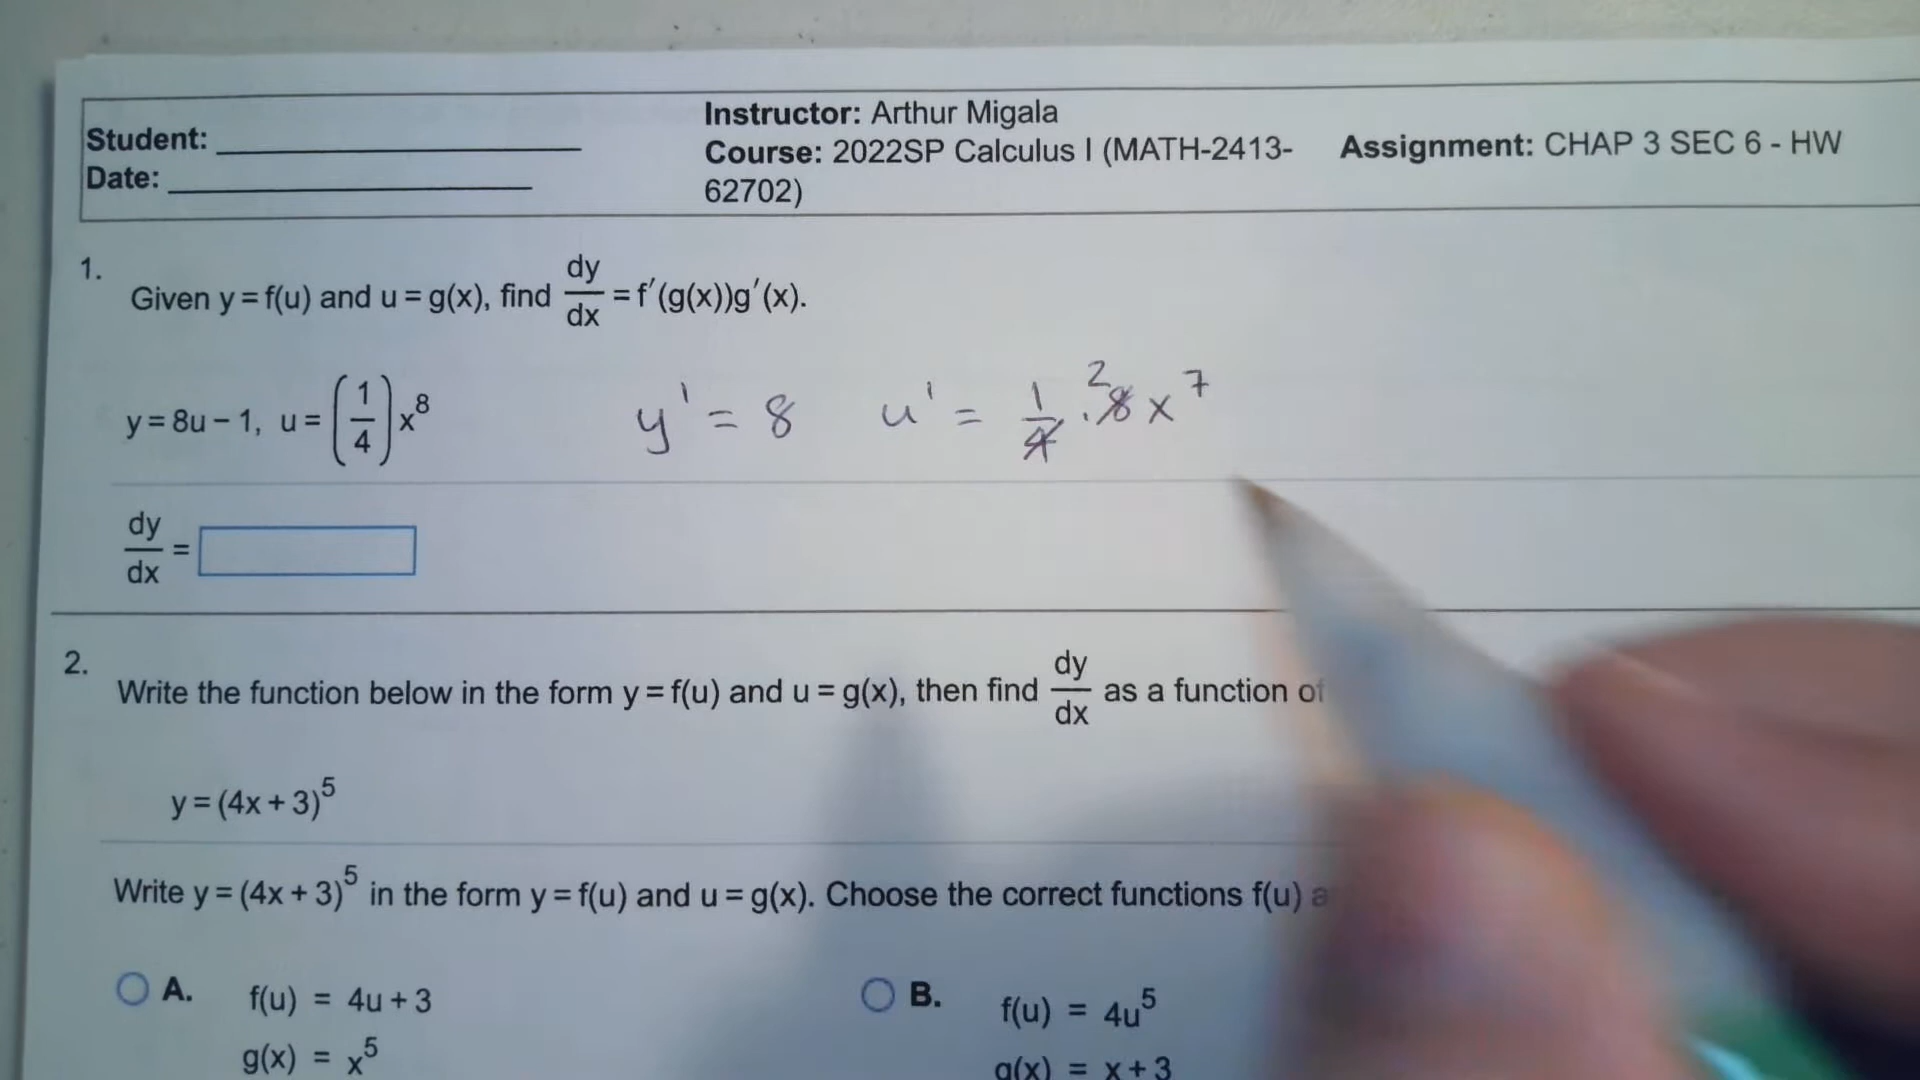 Student: ____________
Date: ____________
Instructor: Arthur Migala
Course: 2022SP Calculus I (MATH-2413-
62702)
Assignment: CHAP 3 SEC 6 - HW
1.
Given y = f(u) and u = g(x), find dy/dx = f′(g(x))g′(x).
y = 8u − 1, u = (1/4) x^8
y' = 8 u' = 1/4 · 8 x^7
2
dy/dx =
2.
Write the function below in the form y = f(u) and u = g(x), then find dy/dx as a function of
y = (4x + 3)^5
Write y = (4x + 3)^5 in the form y = f(u) and u = g(x). Choose the correct functions f(u)
A. f(u) = 4u + 3
g(x) = x^5
B. f(u) = 4u^5
g(x) = x + 3